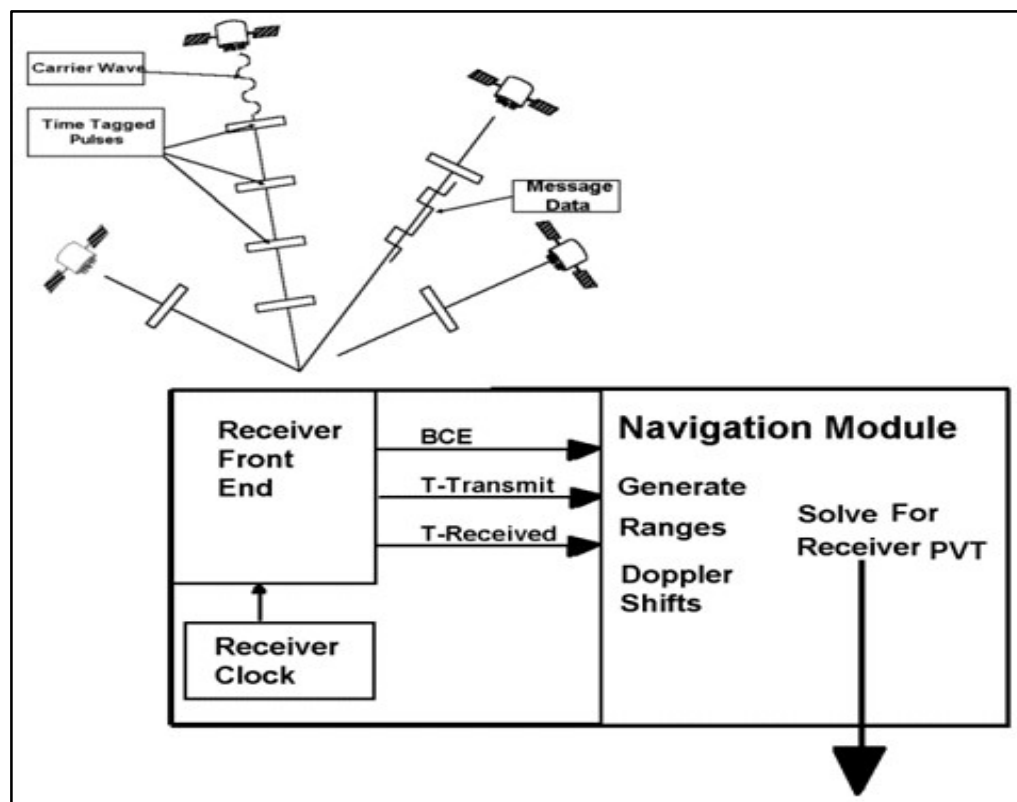 Carrier Wave
Time Tagged
Pulses
Message
Data
Receiver
Front
End
BCE
T-Transmit
T-Received
Receiver
Clock
Navigation Module
Generate
Ranges
Doppler
Shifts
Solve For
Receiver PVT